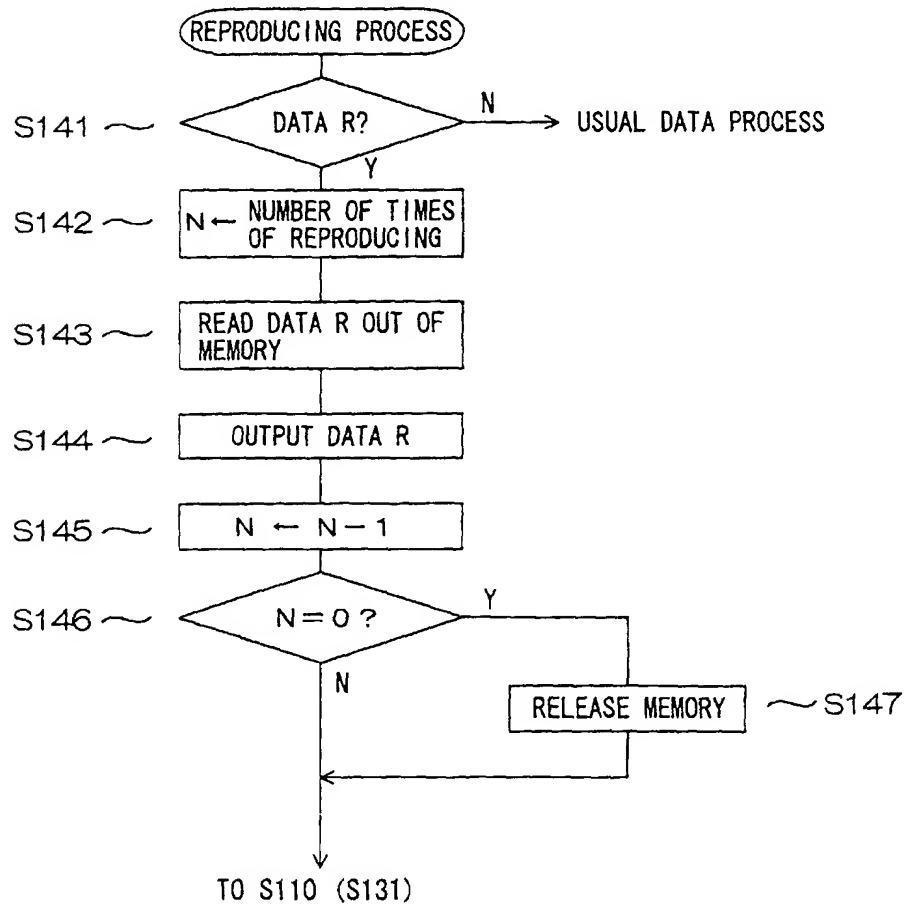 REPRODUCING PROCESS
S141
DATA R?
N
USUAL DATA PROCESS
Y
S142
N ← NUMBER OF TIMES
OF REPRODUCING
S143
READ DATA R OUT OF
MEMORY
S144
OUTPUT DATA R
S145
N ← N - 1
S146
N = 0 ?
Y
N
RELEASE MEMORY
S147
TO S110 (S131)